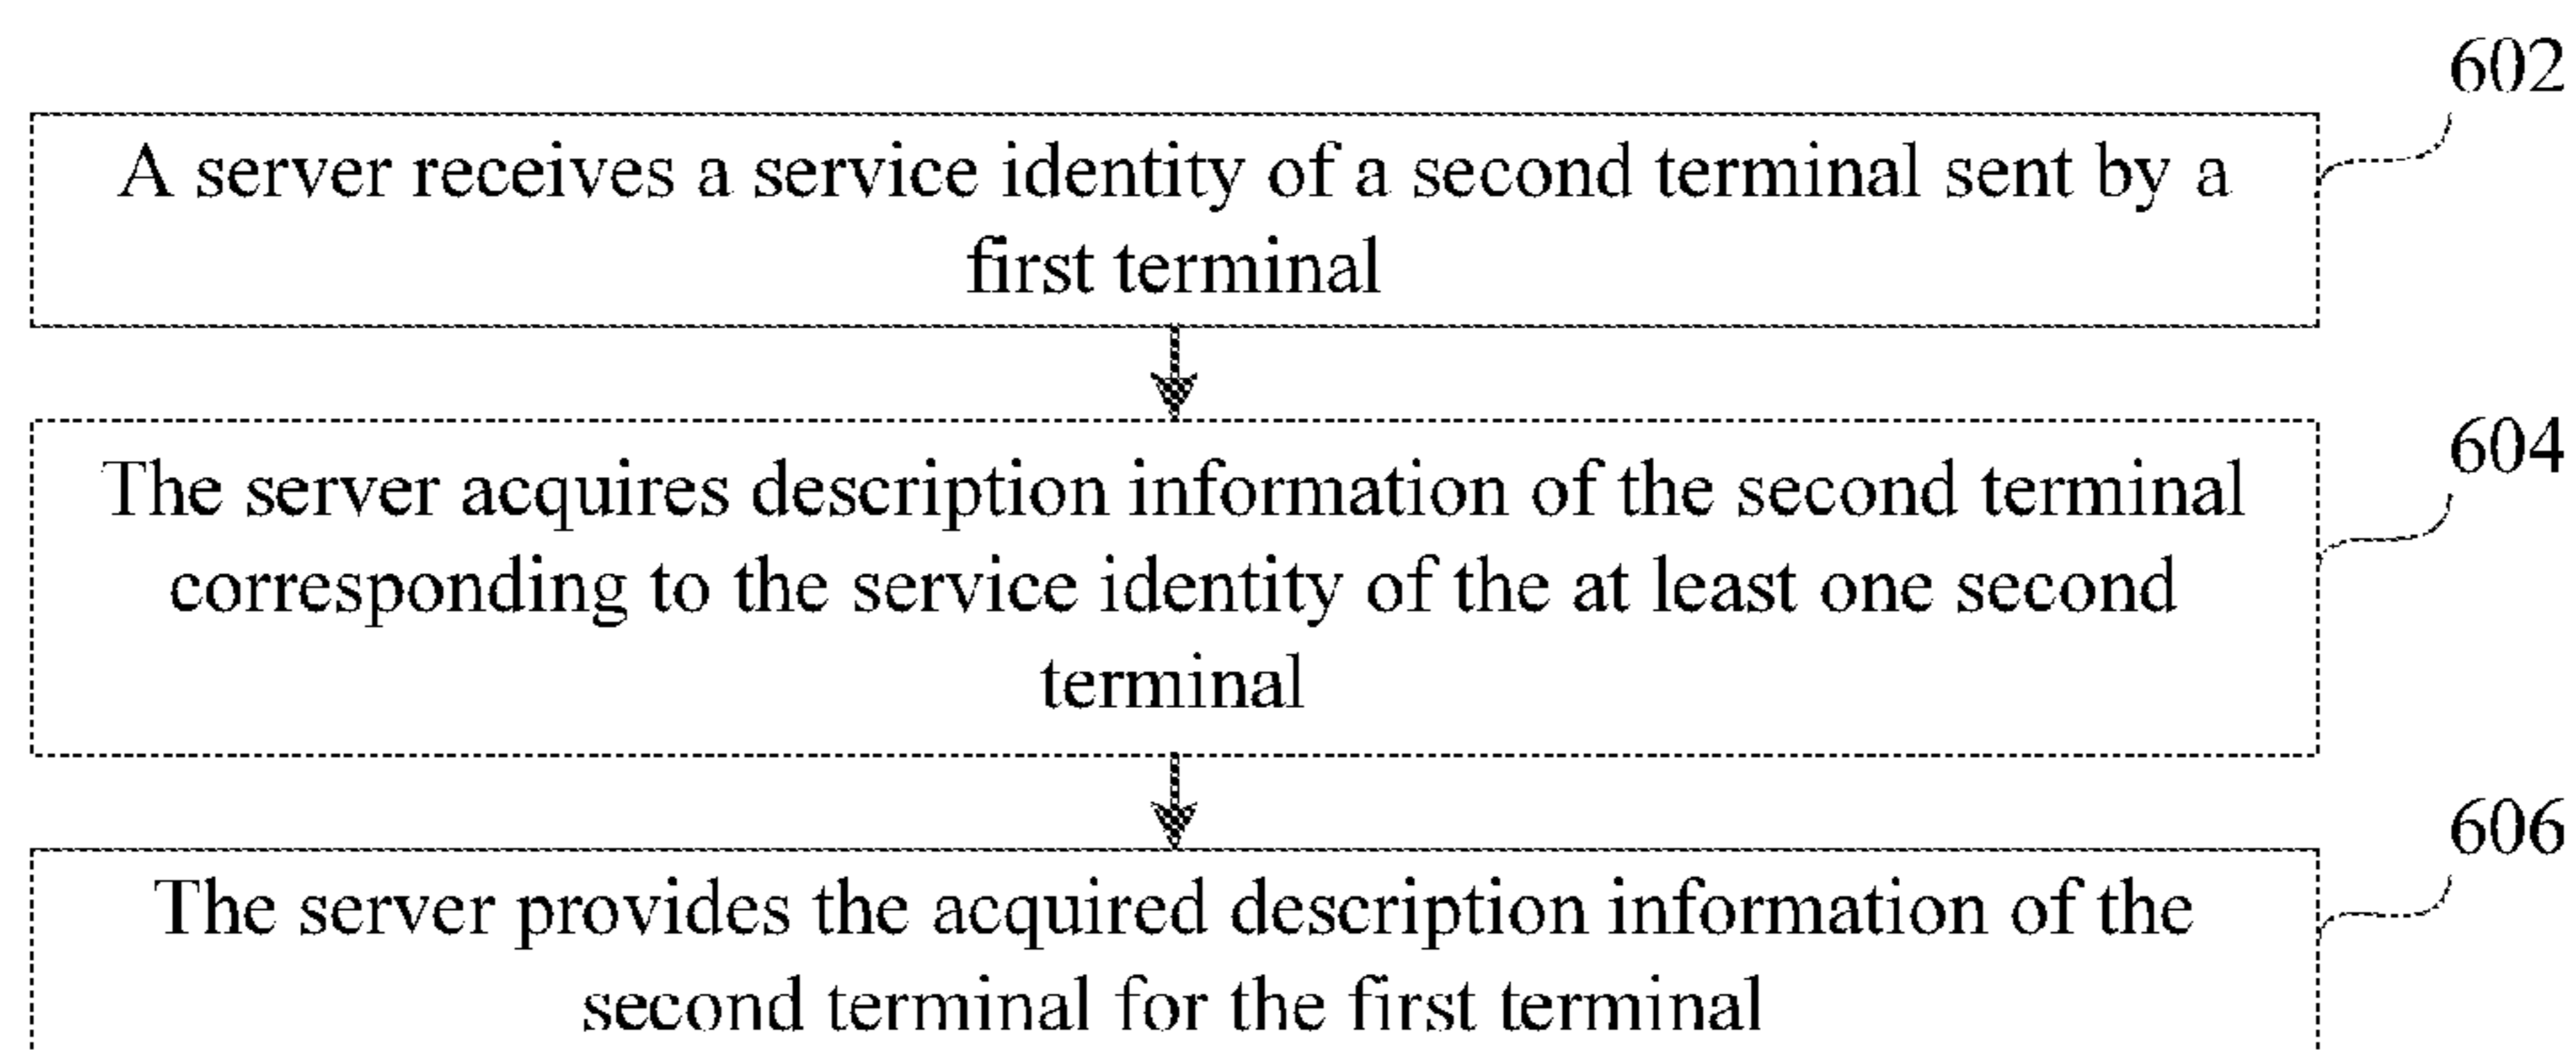 602
A server receives a service identity of a second terminal sent by a
first terminal
604
The server acquires description information of the second terminal
corresponding to the service identity of the at least one second
terminal
606
The server provides the acquired description information of the
second terminal for the first terminal